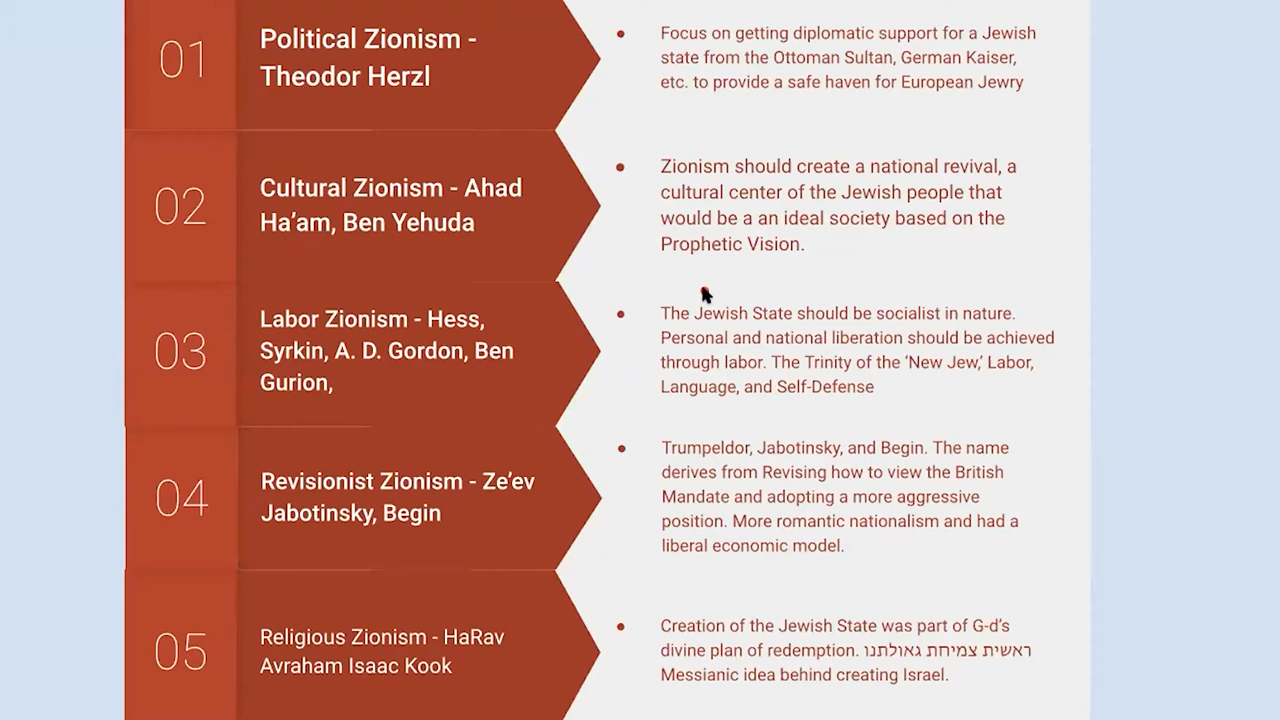 01
Political Zionism -
Theodor Herzl
Focus on getting diplomatic support for a Jewish
state from the Ottoman Sultan, German Kaiser,
etc. to provide a safe haven for European Jewry
02
Cultural Zionism - Ahad
Ha’am, Ben Yehuda
Zionism should create a national revival, a
cultural center of the Jewish people that
would be a an ideal society based on the
Prophetic Vision.
03
Labor Zionism - Hess,
Syrkin, A. D. Gordon, Ben
Gurion,
The Jewish State should be socialist in nature.
Personal and national liberation should be achieved
through labor. The Trinity of the ‘New Jew,’ Labor,
Language, and Self-Defense
04
Revisionist Zionism - Ze’ev
Jabotinsky, Begin
Trumpeldor, Jabotinsky, and Begin. The name
derives from Revising how to view the British
Mandate and adopting a more aggressive
position. More romantic nationalism and had a
liberal economic model.
05
Religious Zionism - HaRav
Avraham Isaac Kook
Creation of the Jewish State was part of G-d’s
divine plan of redemption. ראשית צמיחת גאולתנו
Messianic idea behind creating Israel.